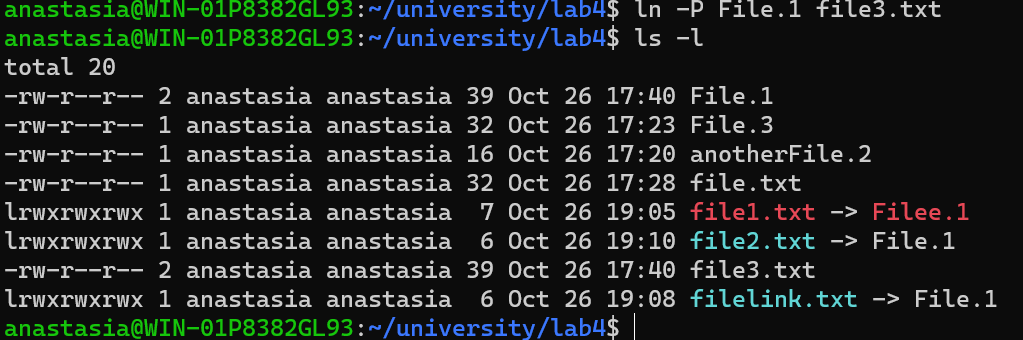 anastasia@WIN-01P8382GL93:~/university/lab4$ ln -P File.1 file3.txt
anastasia@WIN-01P8382GL93:~/university/lab4$ ls -l
total 20
-rw-r--r-- 2 anastasia anastasia 39 Oct 26 17:40 File.1
-rw-r--r-- 1 anastasia anastasia 32 Oct 26 17:23 File.3
-rw-r--r-- 1 anastasia anastasia 16 Oct 26 17:20 anotherFile.2
-rw-r--r-- 1 anastasia anastasia 32 Oct 26 17:28 file.txt
lrwxrwxrwx 1 anastasia anastasia  7 Oct 26 19:05 file1.txt -> Filee.1
lrwxrwxrwx 1 anastasia anastasia  6 Oct 26 19:10 file2.txt -> File.1
-rw-r--r-- 2 anastasia anastasia 39 Oct 26 17:40 file3.txt
lrwxrwxrwx 1 anastasia anastasia  6 Oct 26 19:08 filelink.txt -> File.1
anastasia@WIN-01P8382GL93:~/university/lab4$